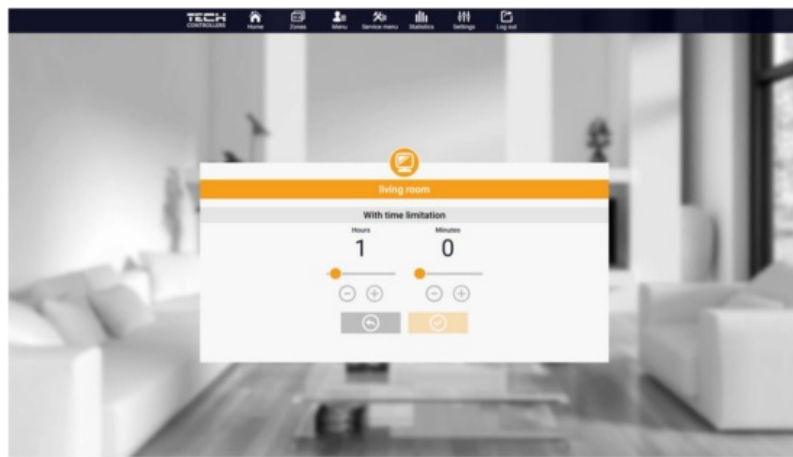 TECH
CONTROLLERS
Home
Zones
Menu
Service menu
Statistics
Settings
Log out
living room
With time limitation
Hours
Minutes
1
0